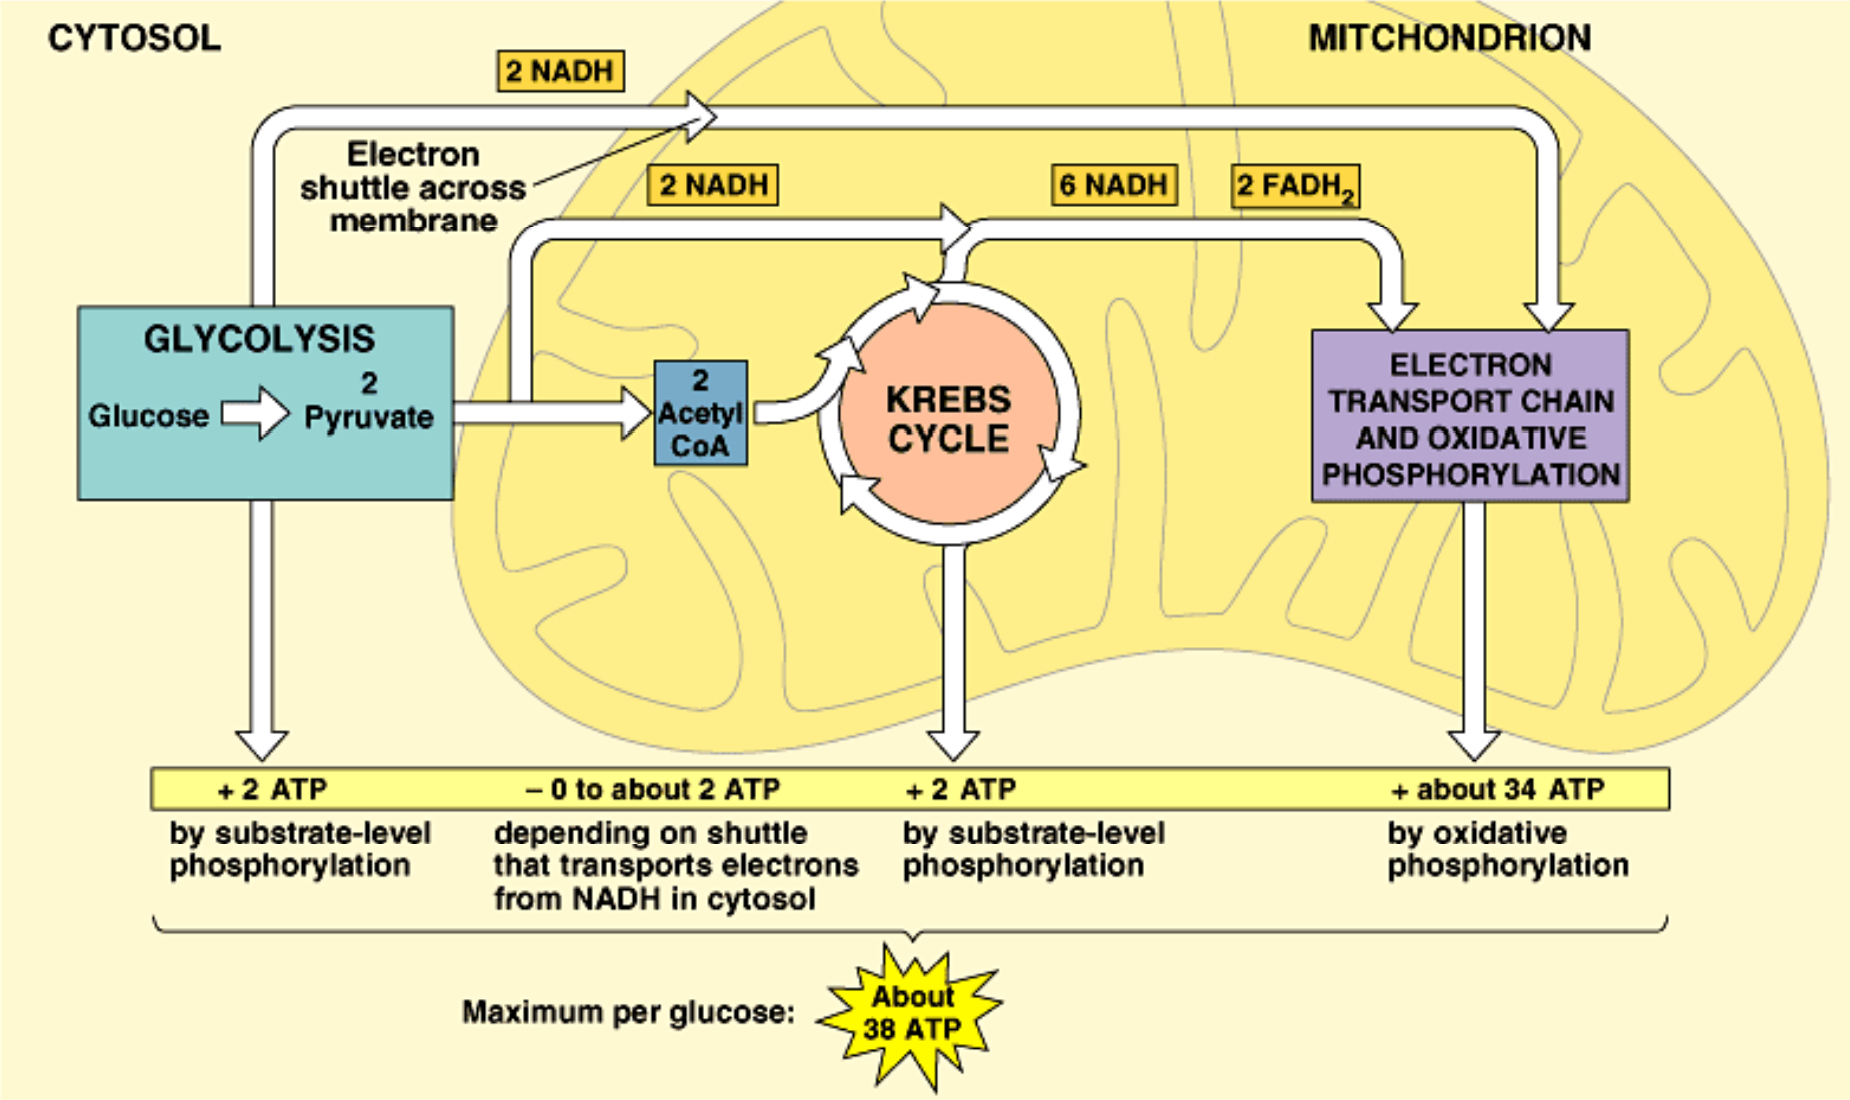 CYTOSOL
MITCHONDRION
2 NADH
Electron
shuttle across
membrane
2 NADH
6 NADH
2 FADH₂
GLYCOLYSIS
Glucose
2
Pyruvate
2
Acetyl
CoA
KREBS
CYCLE
ELECTRON
TRANSPORT CHAIN
AND OXIDATIVE
PHOSPHORYLATION
+ 2 ATP
by substrate-level
phosphorylation
– 0 to about 2 ATP
depending on shuttle
that transports electrons
from NADH in cytosol
+ 2 ATP
by substrate-level
phosphorylation
+ about 34 ATP
by oxidative
phosphorylation
Maximum per glucose:
About
38 ATP